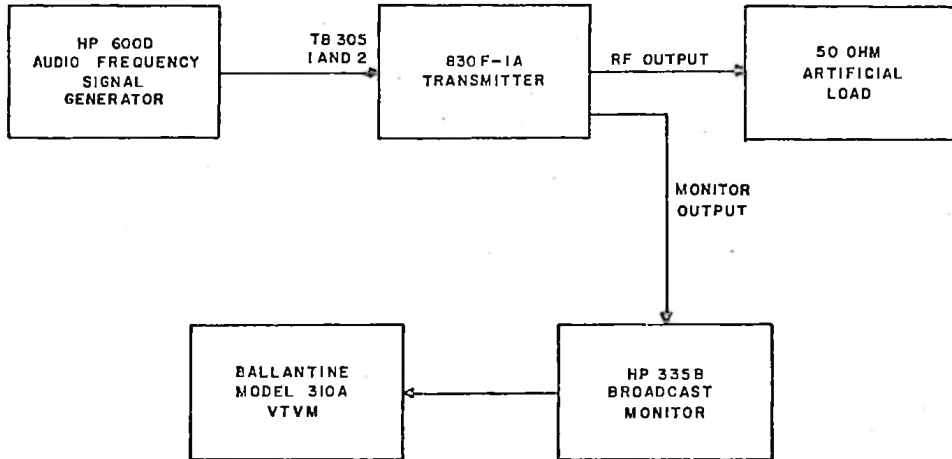 HP 600D
AUDIO FREQUENCY
SIGNAL
GENERATOR
TB 305
1 AND 2
830F-1A
TRANSMITTER
RF OUTPUT
50 OHM
ARTIFICIAL
LOAD
MONITOR
OUTPUT
BALLANTINE
MODEL 310A
VTVM
HP 335B
BROADCAST
MONITOR